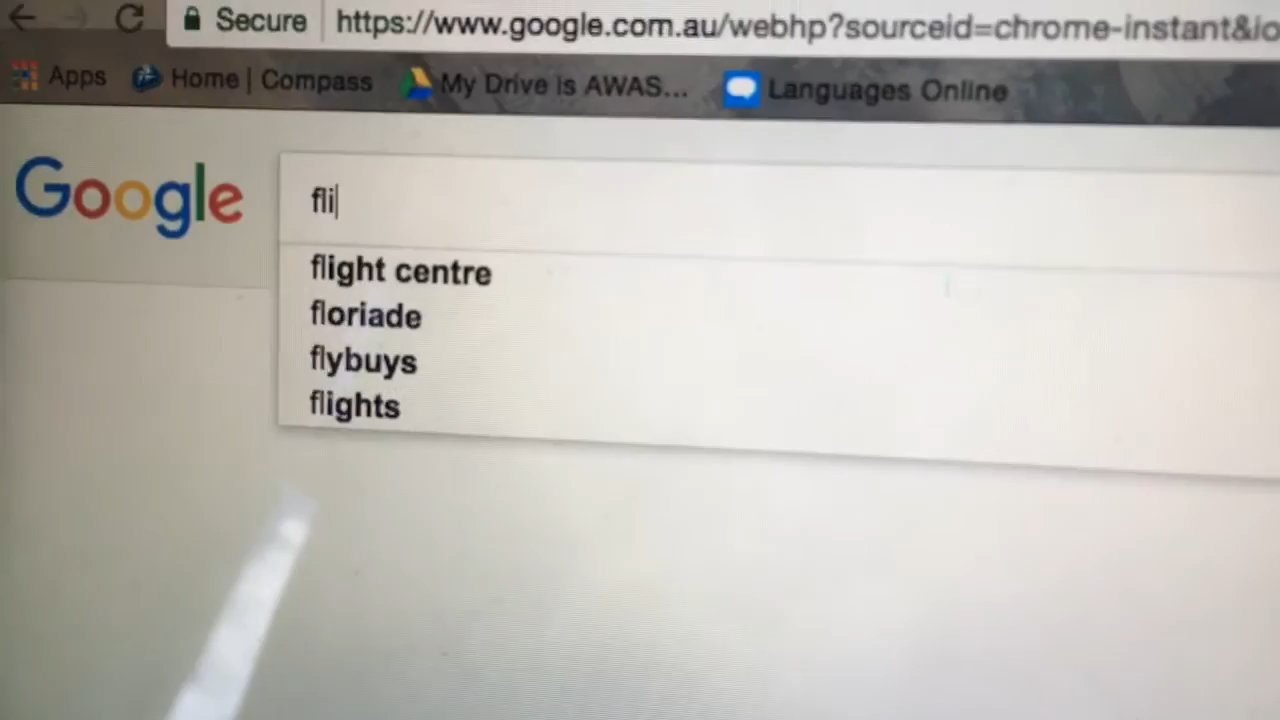 Secure https://www.google.com.au/webhp?sourceid=chrome-instant&io
Apps Home | Compass My Drive is AWAS... Languages Online
Google fli
flight centre
floriade
flybuys
flights